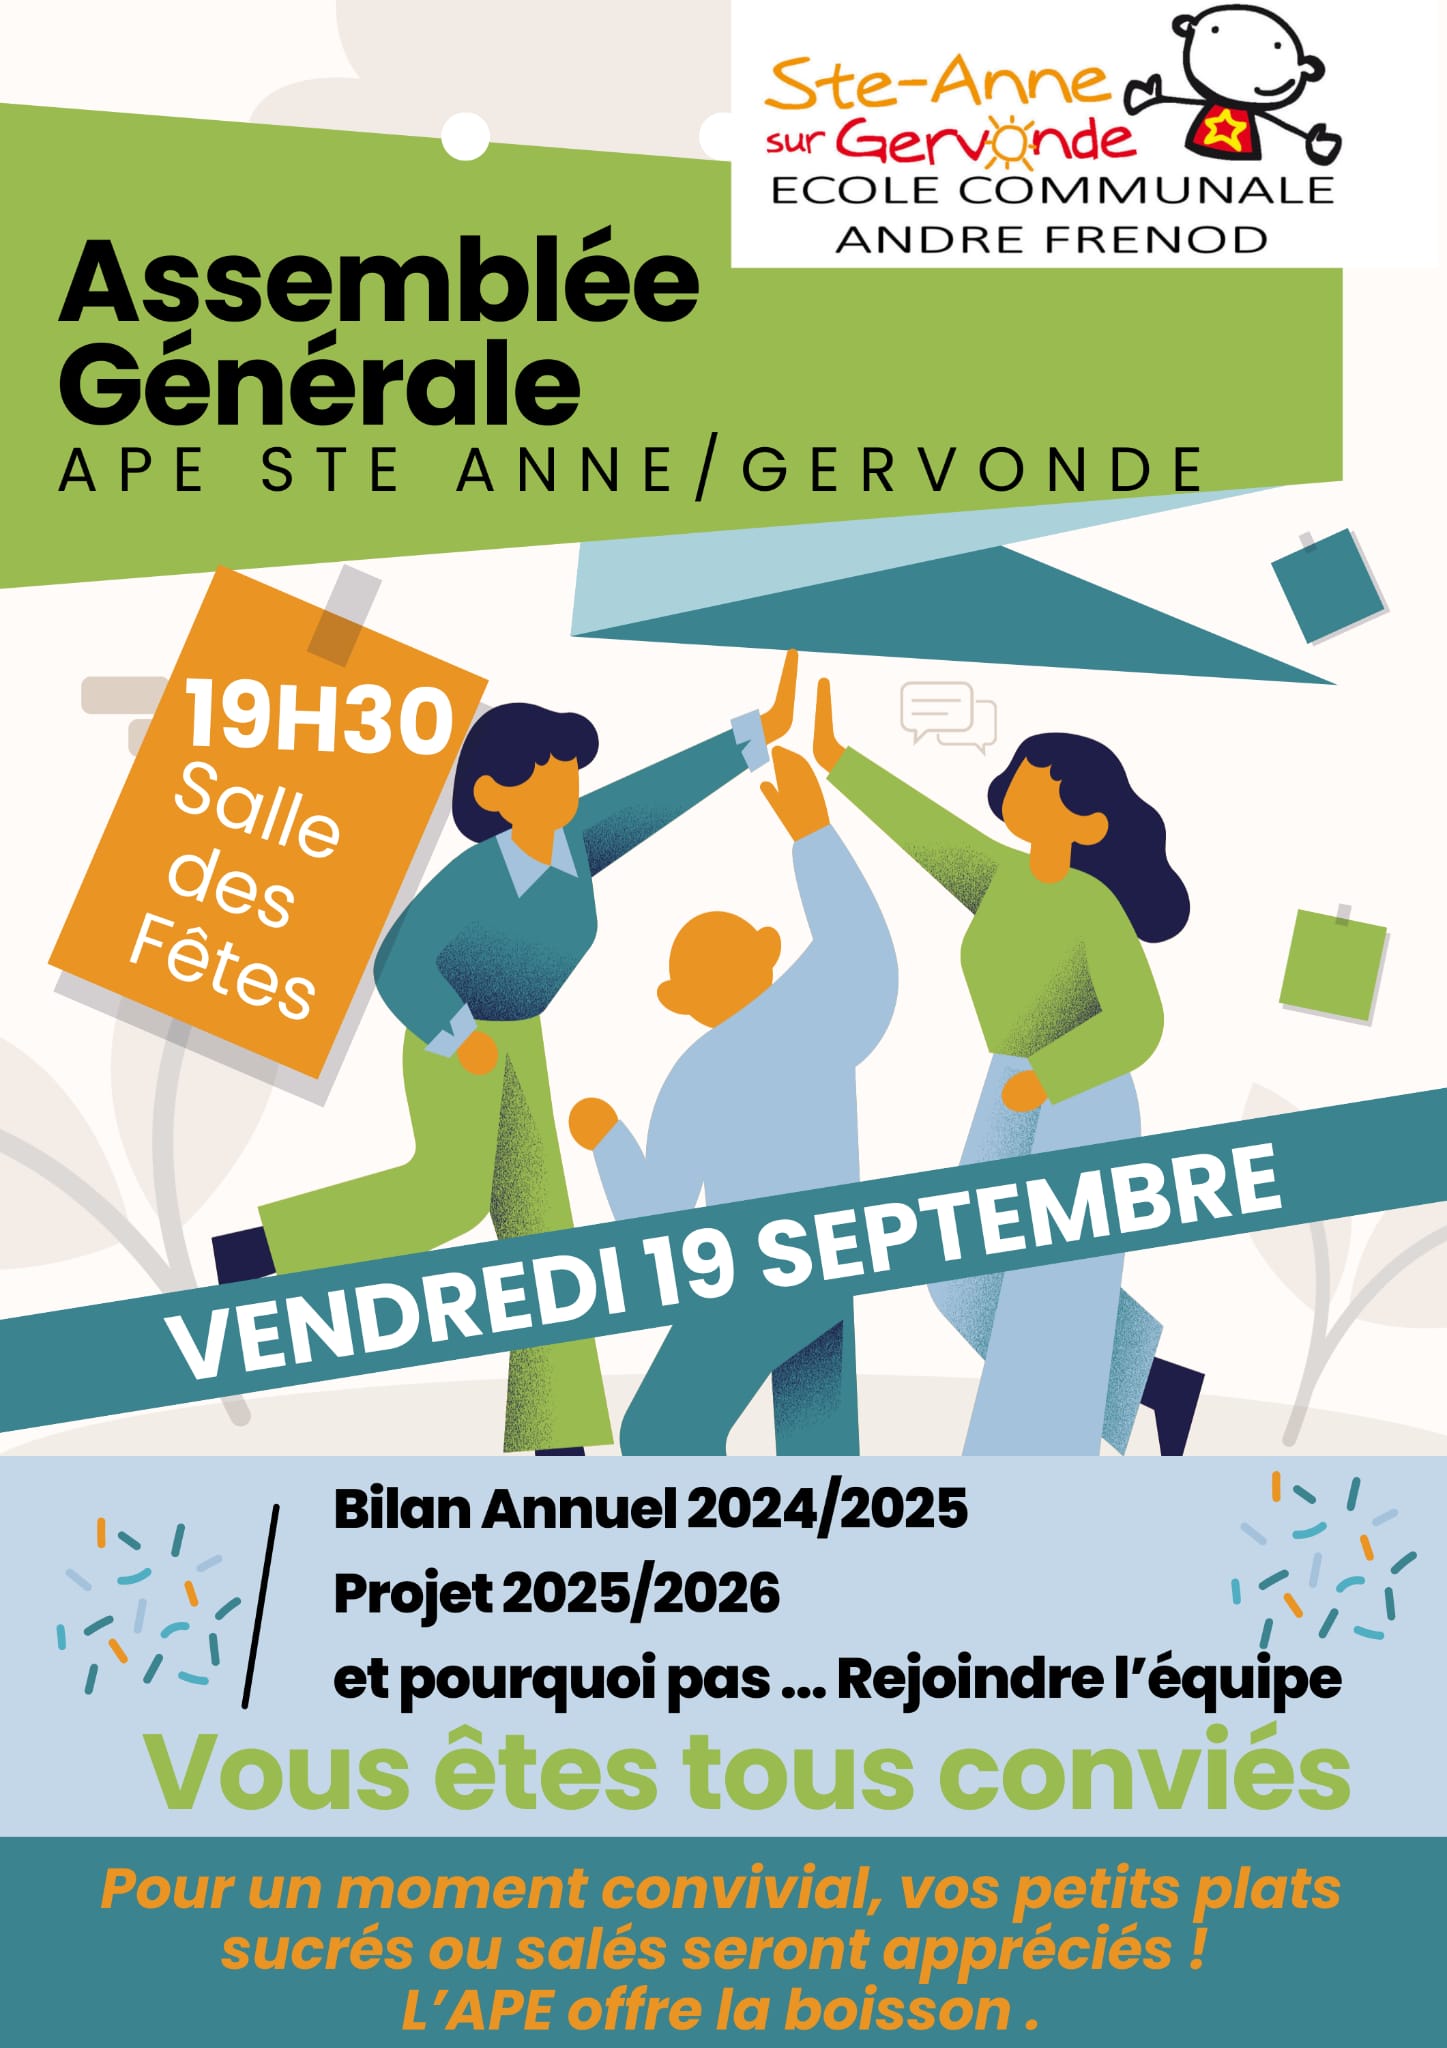 Ste-Anne
sur Gervonde
ECOLE COMMUNALE
ANDRE FRENOD
Assemblée
Générale
APE STE ANNE/GERVONDE
19H30
Salle
des
Fêtes
VENDREDI 19 SEPTEMBRE
Bilan Annuel 2024/2025
Projet 2025/2026
et pourquoi pas ... Rejoindre l’équipe
Vous êtes tous conviés
Pour un moment convivial, vos petits plats
sucrés ou salés seront appréciés !
L’APE offre la boisson .